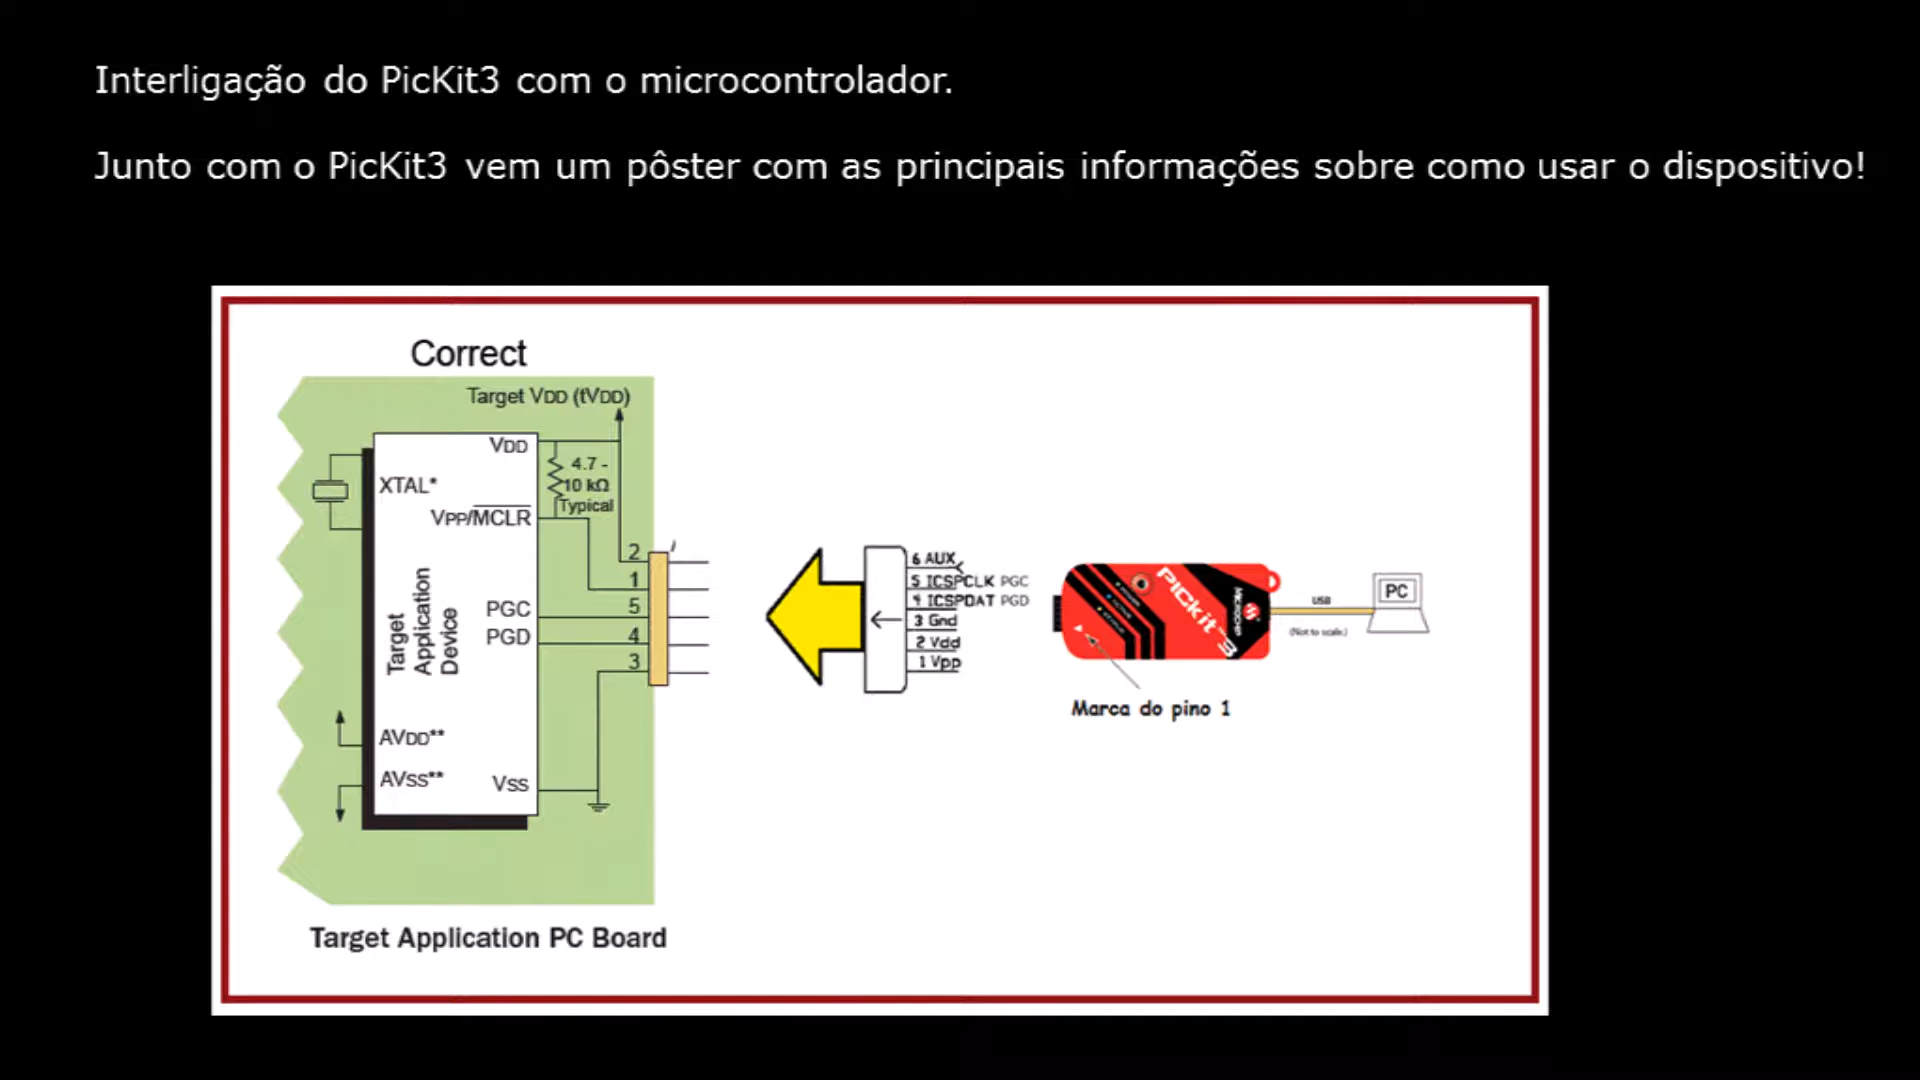 Interligação do PicKit3 com o microcontrolador.
Junto com o PicKit3 vem um pôster com as principais informações sobre como usar o dispositivo!
Correct
Target VDD (tVDD)
VDD
4.7 -
10 kΩ
Typical
XTAL*
VPP/MCLR
2
1
5
4
3
PGC
PGD
Target
Application
Device
AVDD**
AVSS**
VSS
Target Application PC Board
6 AUX
5 ICSPCLK PGC
4 ICSPDAT PGD
3 Gnd
2 Vdd
1 Vpp
PICkit™ 3
MICROCHIP
USB
(Not to scale.)
PC
Marca do pino 1